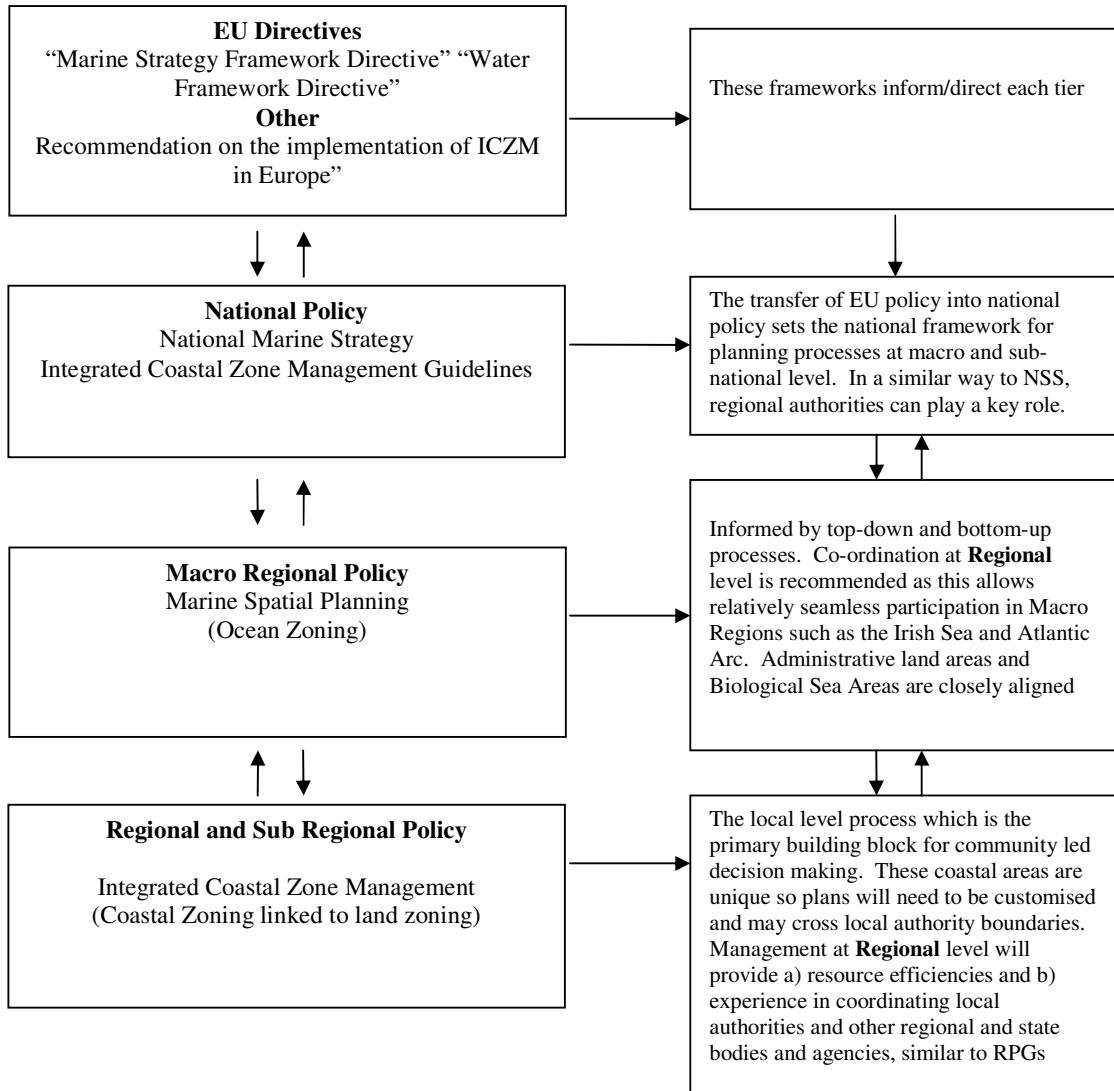 EU Directives
“Marine Strategy Framework Directive” “Water
Framework Directive”
Other
Recommendation on the implementation of ICZM
in Europe”
These frameworks inform/direct each tier
National Policy
National Marine Strategy
Integrated Coastal Zone Management Guidelines
The transfer of EU policy into national
policy sets the national framework for
planning processes at macro and sub-
national level.  In a similar way to NSS,
regional authorities can play a key role.
Macro Regional Policy
Marine Spatial Planning
(Ocean Zoning)
Informed by top-down and bottom-up
processes.  Co-ordination at Regional
level is recommended as this allows
relatively seamless participation in Macro
Regions such as the Irish Sea and Atlantic
Arc.  Administrative land areas and
Biological Sea Areas are closely aligned
Regional and Sub Regional Policy
Integrated Coastal Zone Management
(Coastal Zoning linked to land zoning)
The local level process which is the
primary building block for community led
decision making.  These coastal areas are
unique so plans will need to be customised
and may cross local authority boundaries.
Management at Regional level will
provide a) resource efficiencies and b)
experience in coordinating local
authorities and other regional and state
bodies and agencies, similar to RPGs